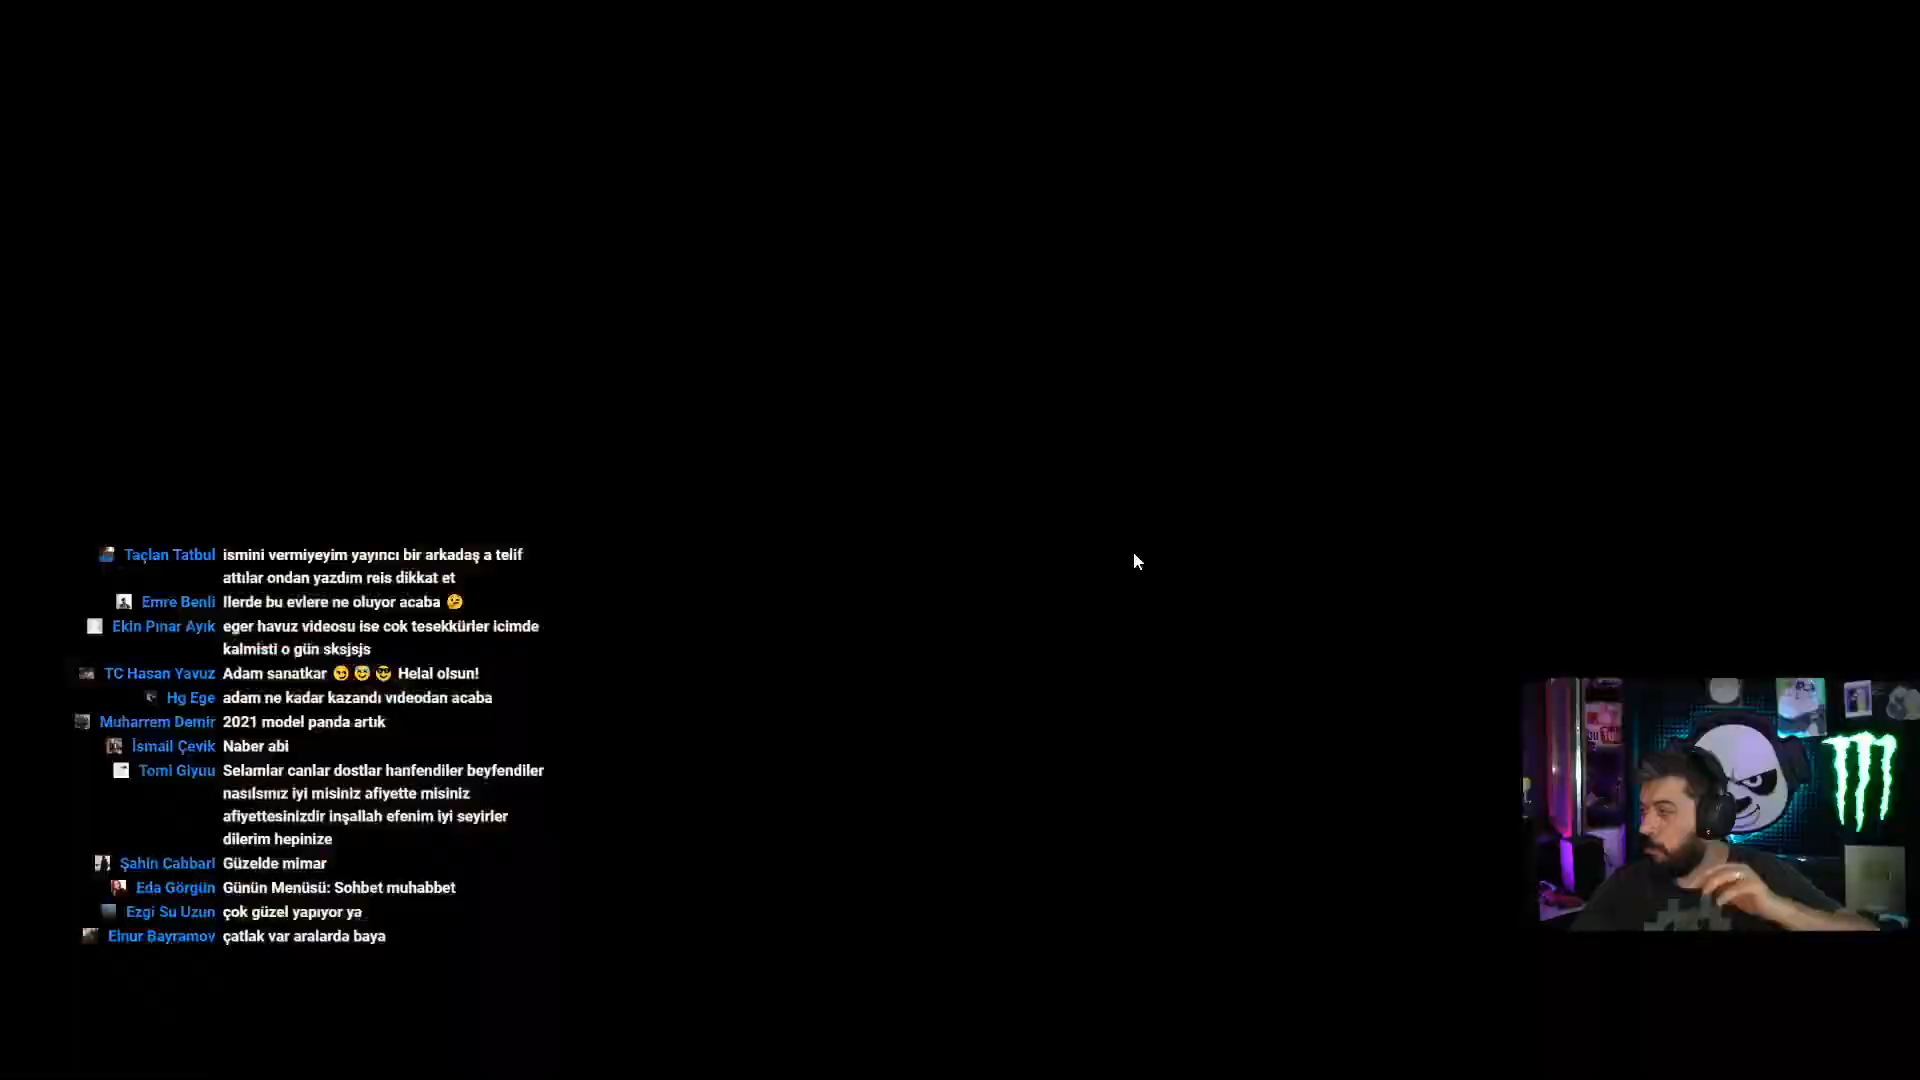 Taçlan Tatbul ismini vermiyeyim yayıncı bir arkadaş a telif
attılar ondan yazdım reis dikkat et
Emre Benli Ilerde bu evlere ne oluyor acaba 🤔
Ekin Pınar Ayık eger havuz videosu ise cok tesekkürler icimde
kalmisti o gün sksjsjs
TC Hasan Yavuz Adam sanatkar 😏 😇 😎 Helal olsun!
Hg Ege adam ne kadar kazandı vıdeodan acaba
Muharrem Demir 2021 model panda artık
İsmail Çevik Naber abi
Tomi Giyuu Selamlar canlar dostlar hanfendiler beyfendiler
nasılsınız iyi misiniz afiyette misiniz
afiyettesinizdir inşallah efenim iyi seyirler
dilerim hepinize
Şahin Cabbarl Güzelde mimar
Eda Görgün Günün Menüsü: Sohbet muhabbet
Ezgi Su Uzun çok güzel yapıyor ya
Elnur Bayramov çatlak var aralarda baya